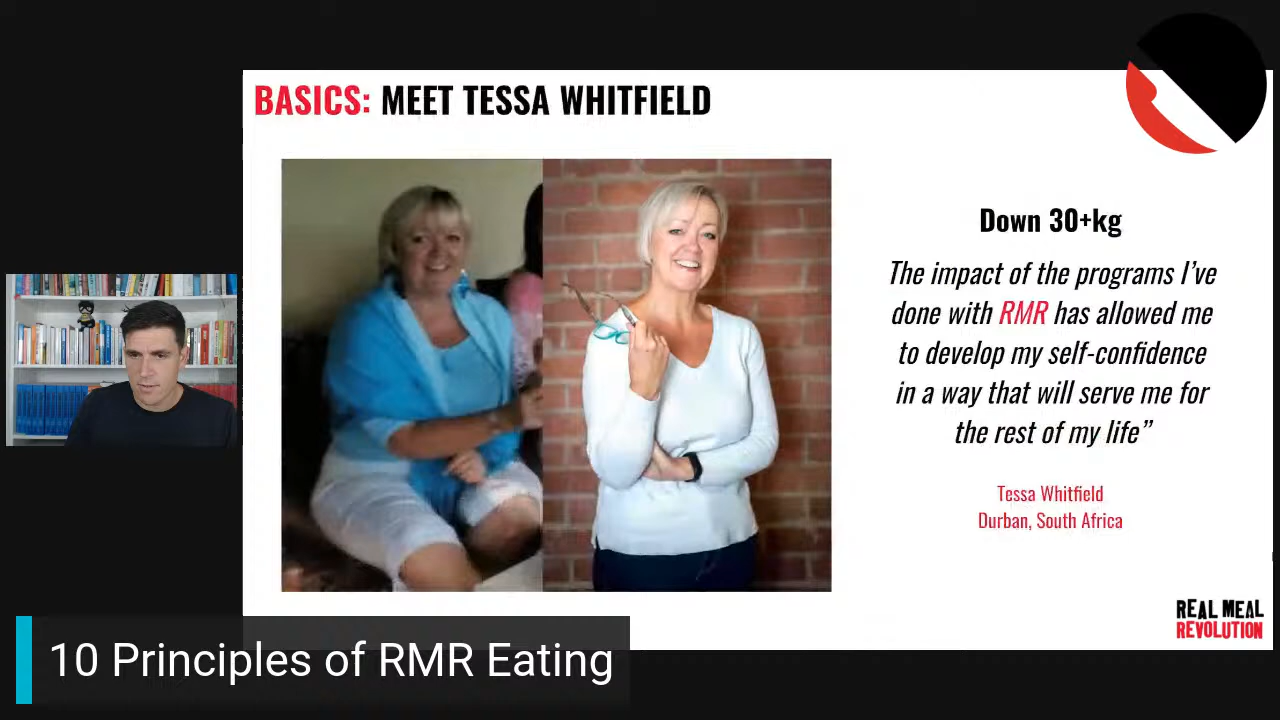 BASICS: MEET TESSA WHITFIELD
Down 30+kg
The impact of the programs I've
done with RMR has allowed me
to develop my self-confidence
in a way that will serve me for
the rest of my life”
Tessa Whitfield
Durban, South Africa
REAL MEAL
REVOLUTION
10 Principles of RMR Eating